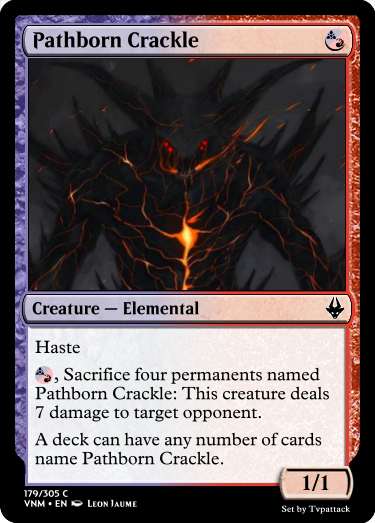 Pathborn Crackle
Creature — Elemental
Haste
, Sacrifice four permanents named
Pathborn Crackle: This creature deals
7 damage to target opponent.
A deck can have any number of cards
name Pathborn Crackle.
1/1
179/305 C
VNM • EN Leon Jaume
Set by Tvpattack